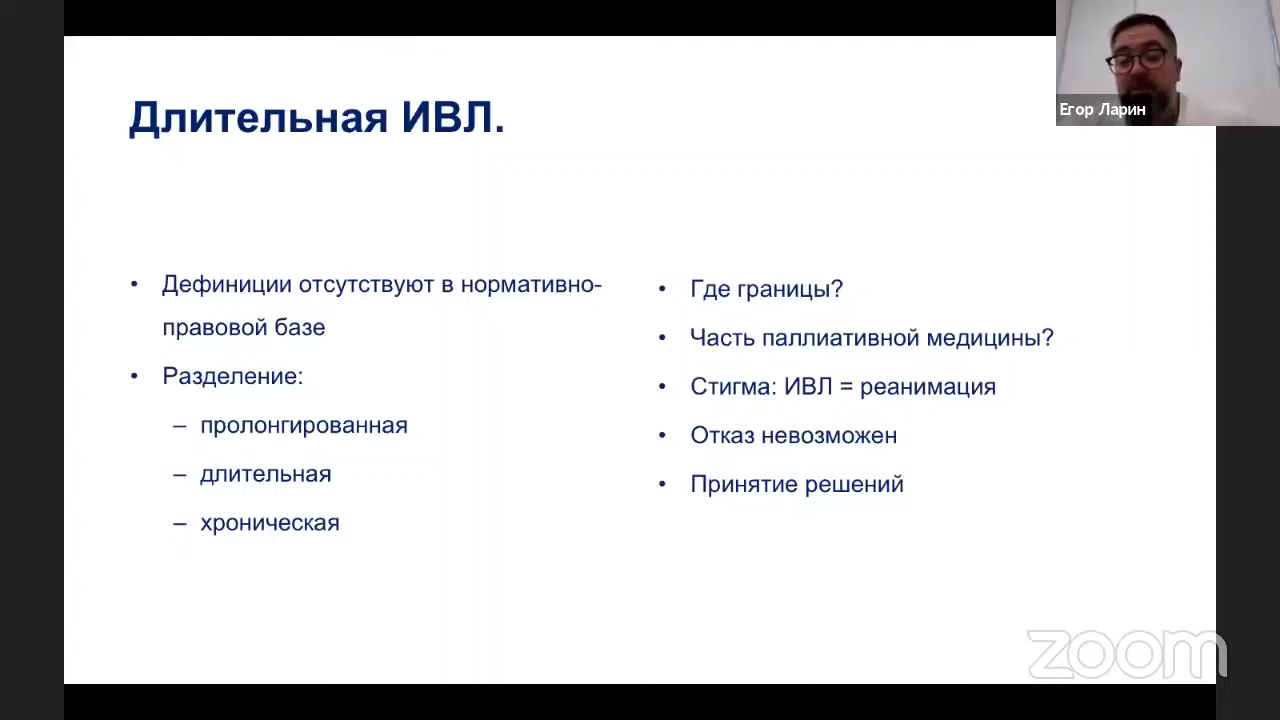 Длительная ИВЛ.
Егор Ларин
• Дефиниции отсутствуют в нормативно-
правовой базе
• Разделение:
– пролонгированная
– длительная
– хроническая
• Где границы?
• Часть паллиативной медицины?
• Стигма: ИВЛ = реанимация
• Отказ невозможен
• Принятие решений
zoom